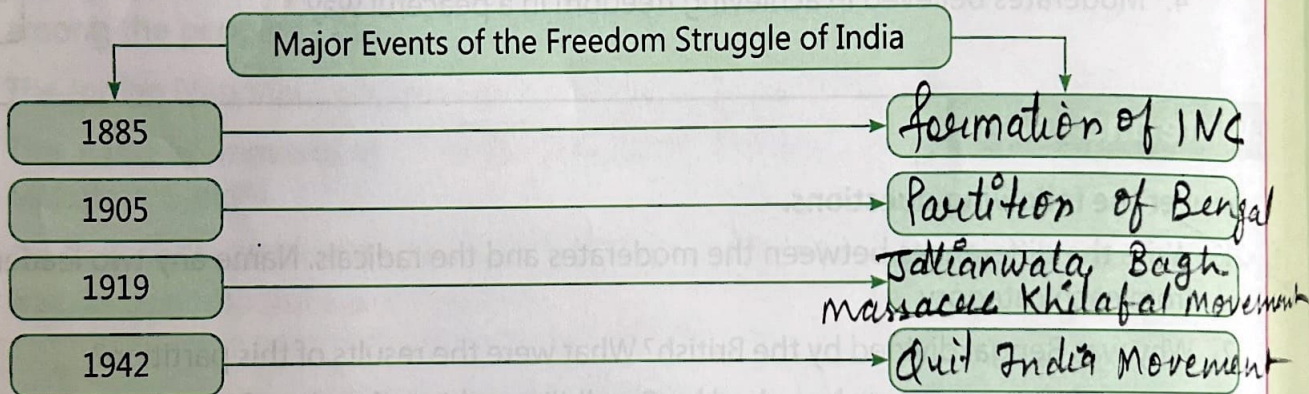 Major Events of the Freedom Struggle of India
1885
Formation of INC
1905
Partition of Bengal
1919
Jallianwala Bagh
Massacre Khilafat Movement
1942
Quit India Movement